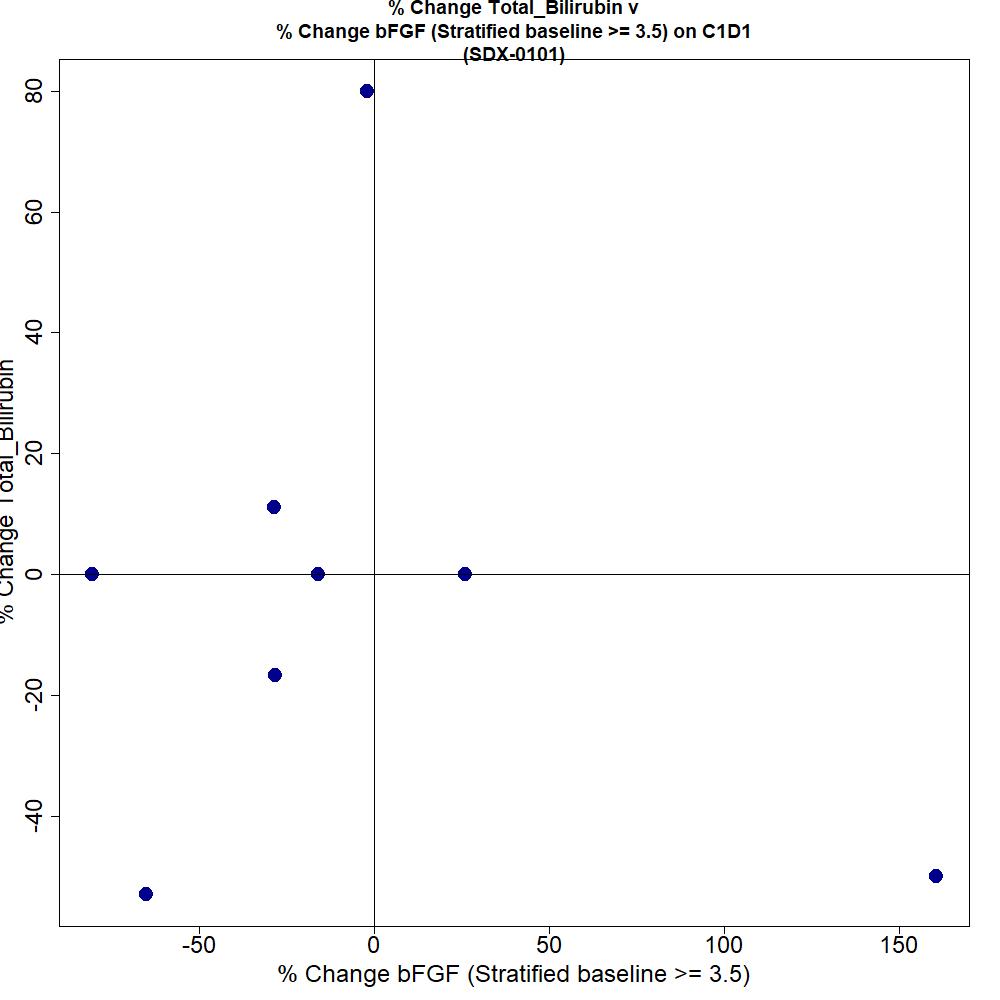 % Change Total_Bilirubin v
% Change bFGF (Stratified baseline >= 3.5) on C1D1
(SDX-0101)
% Change Total_Bilirubin
80
60
40
20
0
-20
-40
-50
0
50
100
150
% Change bFGF (Stratified baseline >= 3.5)